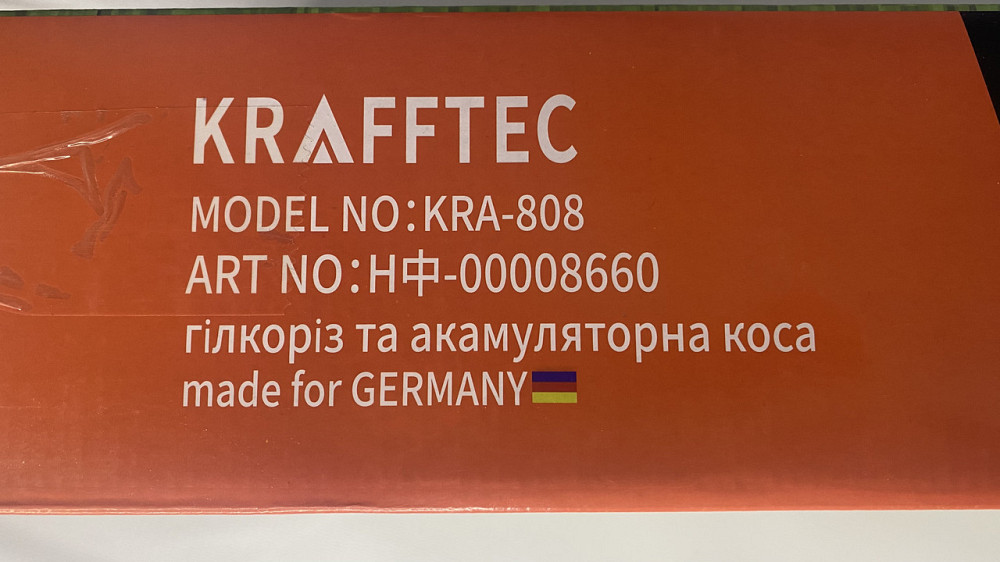 KRAFFTEC
MODEL NO:KRA-808
ART NO:H中-00008660
гілкоріз та акамуляторна коса
made for GERMANY